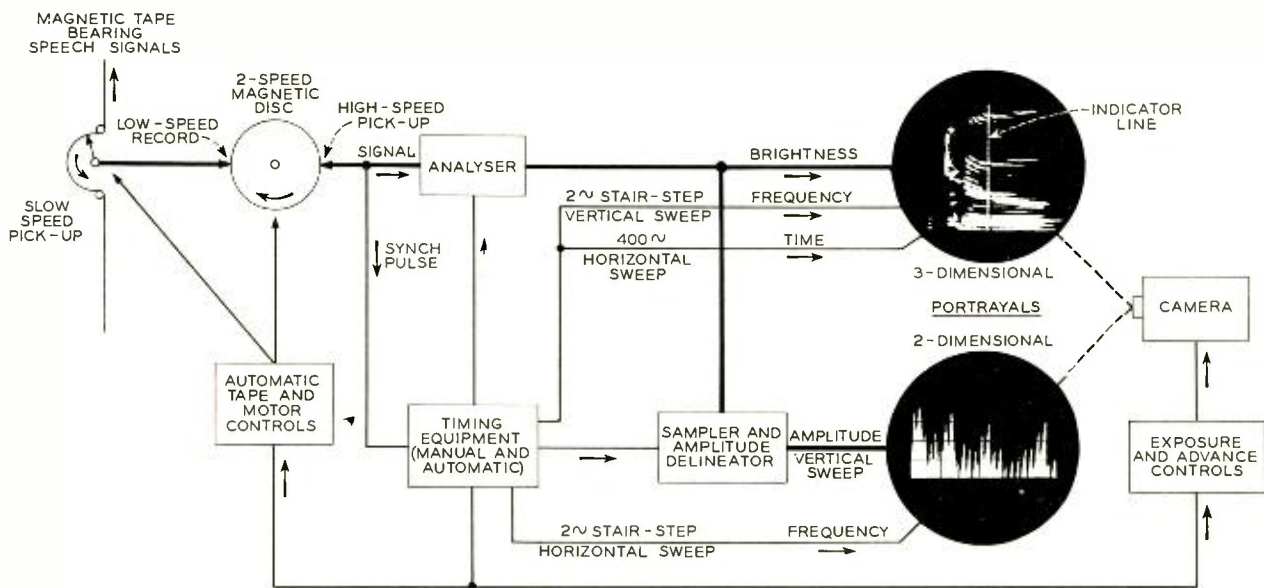 MAGNETIC TAPE
BEARING
SPEECH SIGNALS
2-SPEED
MAGNETIC
DISC
LOW-SPEED
RECORD
HIGH-SPEED
PICK-UP
SLOW
SPEED
PICK-UP
SIGNAL
ANALYSER
BRIGHTNESS
INDICATOR
LINE
2~ STAIR-STEP
VERTICAL SWEEP
FREQUENCY
400~
HORIZONTAL
SWEEP
TIME
SYNCH
PULSE
3-DIMENSIONAL
PORTRAYALS
2-DIMENSIONAL
CAMERA
AUTOMATIC
TAPE AND
MOTOR
CONTROLS
TIMING
EQUIPMENT
(MANUAL AND
AUTOMATIC)
SAMPLER AND
AMPLITUDE
DELINEATOR
AMPLITUDE
VERTICAL
SWEEP
EXPOSURE
AND ADVANCE
CONTROLS
2~ STAIR-STEP
HORIZONTAL SWEEP
FREQUENCY